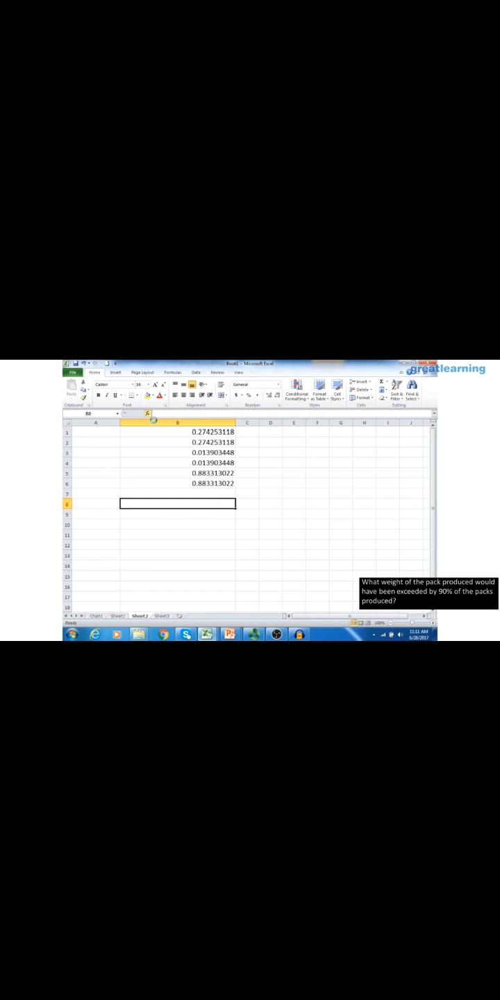 Book1 - Microsoft Excel
greatlearning
File Home Insert Page Layout Formulas Data Review View
Paste
Calibri 16
General
Conditional Formatting as Table Cell Styles
Insert
Delete
Format
Sort & Filter Find & Select
Clipboard Font Alignment Number Styles Cells Editing
B8 fx
A B C D E F G H I J
1 0.274253118
2 0.274253118
3 0.013903448
4 0.013903448
5 0.883313022
6 0.883313022
7
8
9
10
11
12
13
14
15
16
17
18
What weight of the pack produced would
have been exceeded by 90% of the packs
produced?
Chart1 Sheet1 Sheet2 Sheet3
Ready 100%
11:11 AM
6/28/2017